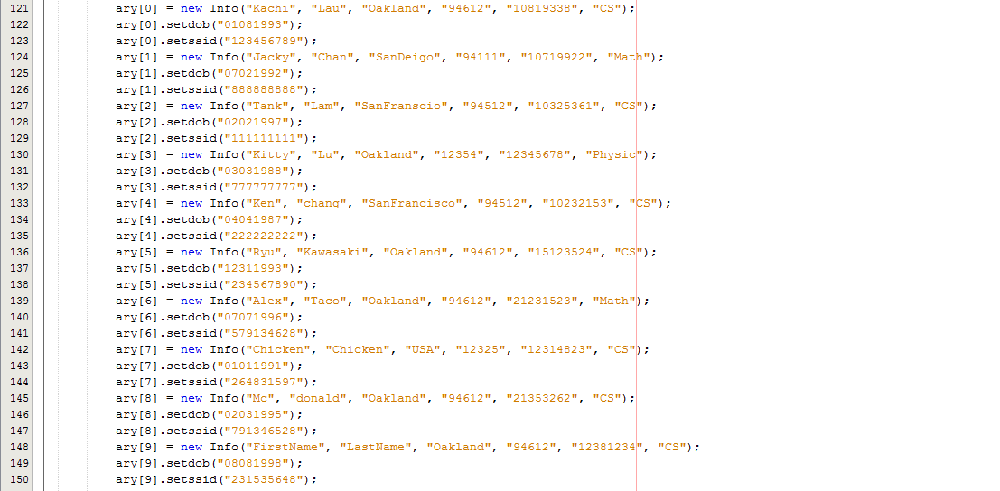 121 ary[0] = new Info("Kachi", "Lau", "Oakland", "94612", "10819338", "CS");
122 ary[0].setdob("01081993");
123 ary[0].setssid("123456789");
124 ary[1] = new Info("Jacky", "Chan", "SanDeigo", "94111", "10719922", "Math");
125 ary[1].setdob("07021992");
126 ary[1].setssid("888888888");
127 ary[2] = new Info("Tank", "Lam", "SanFranscio", "94512", "10325361", "CS");
128 ary[2].setdob("02021997");
129 ary[2].setssid("111111111");
130 ary[3] = new Info("Kitty", "Lu", "Oakland", "12354", "12345678", "Physic");
131 ary[3].setdob("03031988");
132 ary[3].setssid("777777777");
133 ary[4] = new Info("Ken", "chang", "SanFrancisco", "94512", "10232153", "CS");
134 ary[4].setdob("04041987");
135 ary[4].setssid("222222222");
136 ary[5] = new Info("Ryu", "Kawasaki", "Oakland", "94612", "15123524", "CS");
137 ary[5].setdob("12311993");
138 ary[5].setssid("234567890");
139 ary[6] = new Info("Alex", "Taco", "Oakland", "94612", "21231523", "Math");
140 ary[6].setdob("07071996");
141 ary[6].setssid("579134628");
142 ary[7] = new Info("Chicken", "Chicken", "USA", "12325", "12314823", "CS");
143 ary[7].setdob("01011991");
144 ary[7].setssid("264831597");
145 ary[8] = new Info("Mc", "donald", "Oakland", "94612", "21353262", "CS");
146 ary[8].setdob("02031995");
147 ary[8].setssid("791346528");
148 ary[9] = new Info("FirstName", "LastName", "Oakland", "94612", "12381234", "CS");
149 ary[9].setdob("08081998");
150 ary[9].setssid("231535648");